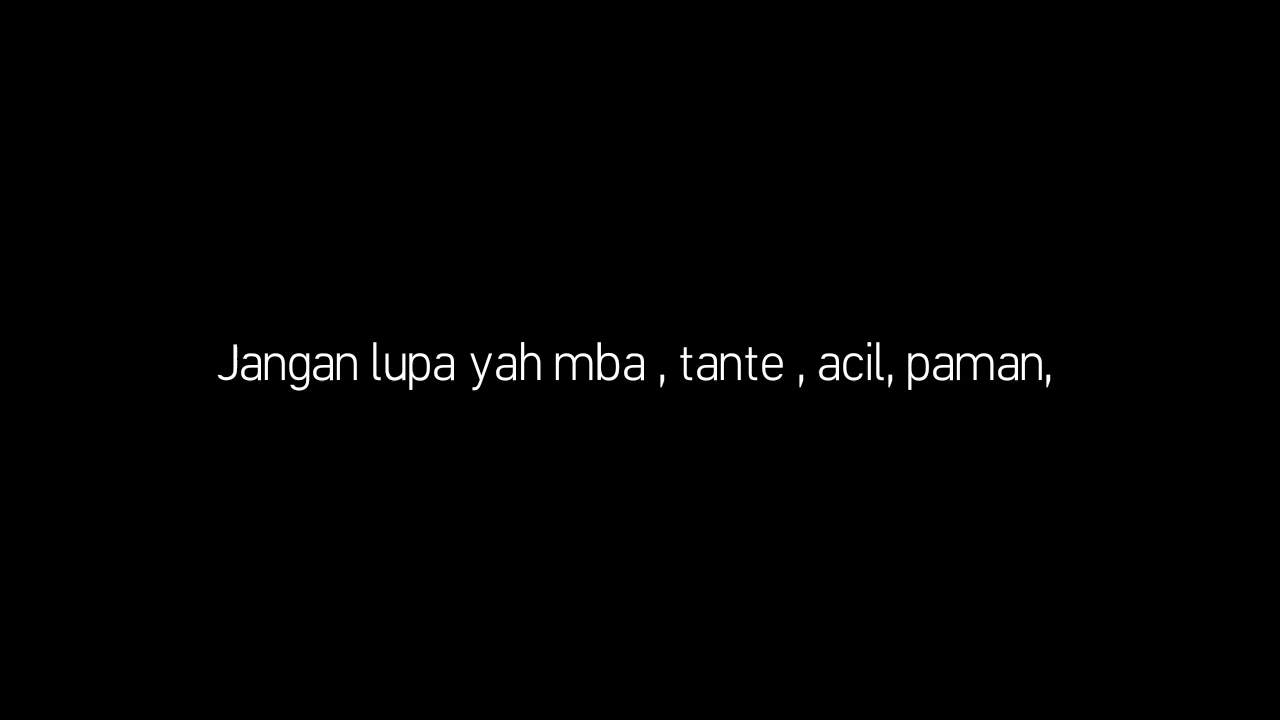 Jangan lupa yah mba , tante , acil, paman,